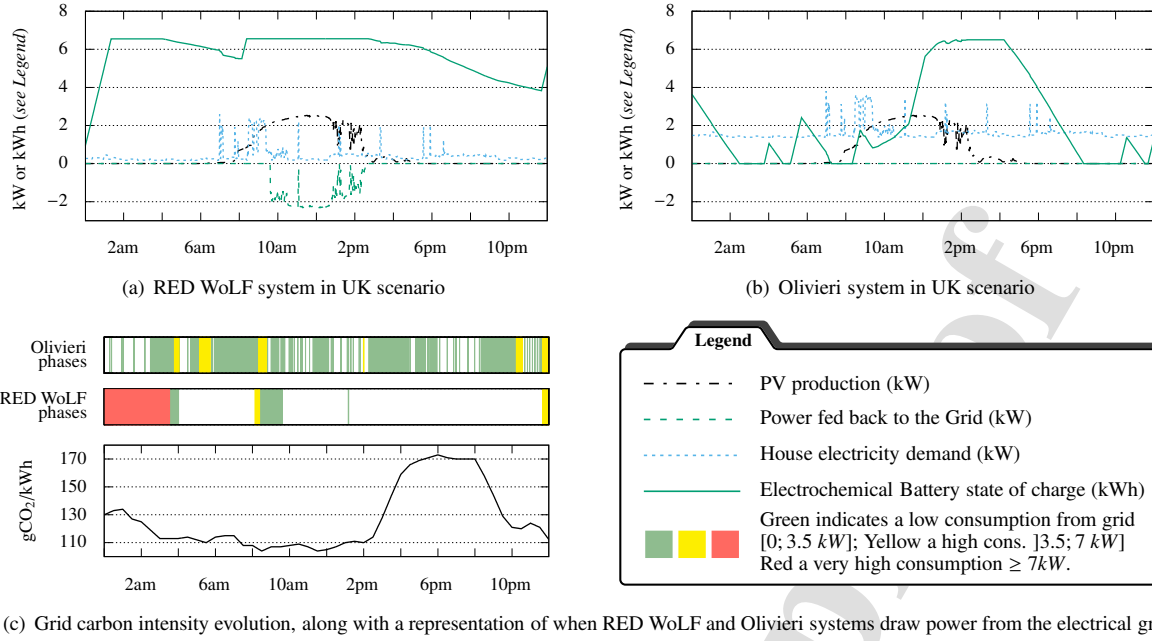 8
6
4
2
0
−2
kW or kWh (see Legend)
2am 6am 10am 2pm 6pm 10pm
(a) RED WoLF system in UK scenario
8
6
4
2
0
−2
kW or kWh (see Legend)
2am 6am 10am 2pm 6pm 10pm
(b) Olivieri system in UK scenario
Olivieri
phases
RED WoLF
phases
170
150
130
110
gCO2/kWh
2am 6am 10am 2pm 6pm 10pm
Legend
PV production (kW)
Power fed back to the Grid (kW)
House electricity demand (kW)
Electrochemical Battery state of charge (kWh)
Green indicates a low consumption from grid
[0; 3.5 kW]; Yellow a high cons. ]3.5; 7 kW]
Red a very high consumption ≥ 7kW.
(c) Grid carbon intensity evolution, along with a representation of when RED WoLF and Olivieri systems draw power from the electrical gr